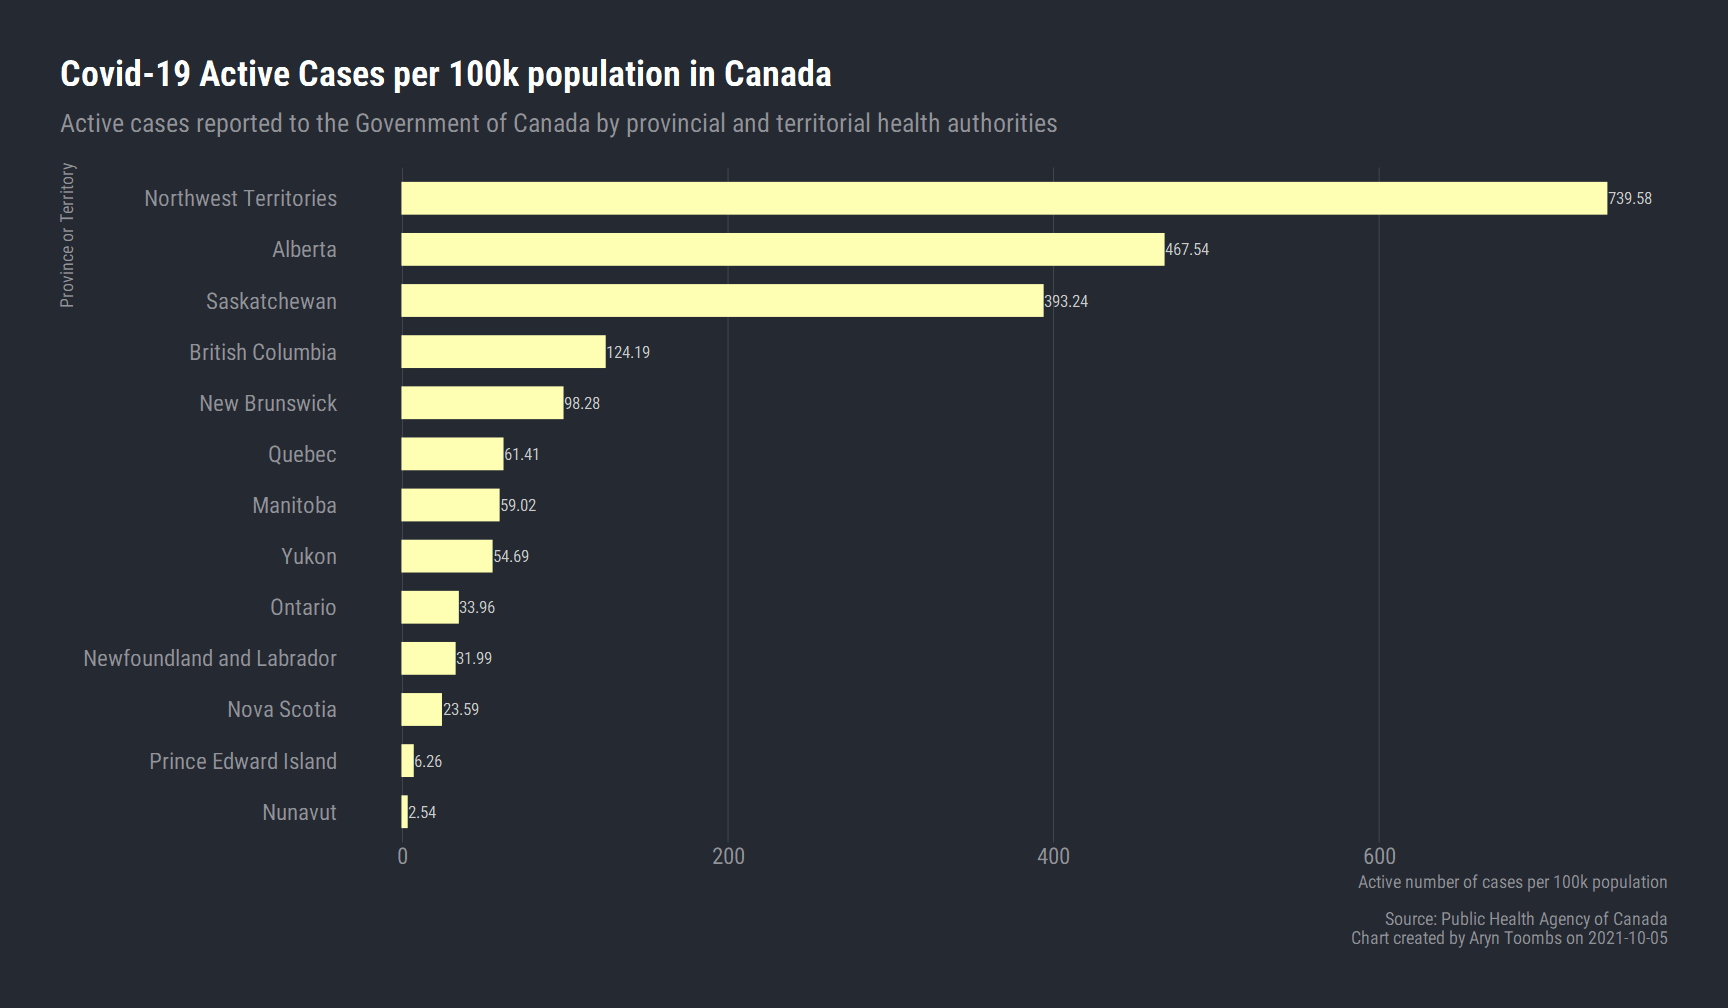 Covid-19 Active Cases per 100k population in Canada
Active cases reported to the Government of Canada by provincial and territorial health authorities
Province or Territory
Northwest Territories 739.58
Alberta 467.54
Saskatchewan 393.24
British Columbia 124.19
New Brunswick 98.28
Quebec 61.41
Manitoba 59.02
Yukon 54.69
Ontario 33.96
Newfoundland and Labrador 31.99
Nova Scotia 23.59
Prince Edward Island 6.26
Nunavut 2.54
0 200 400 600
Active number of cases per 100k population
Source: Public Health Agency of Canada
Chart created by Aryn Toombs on 2021-10-05